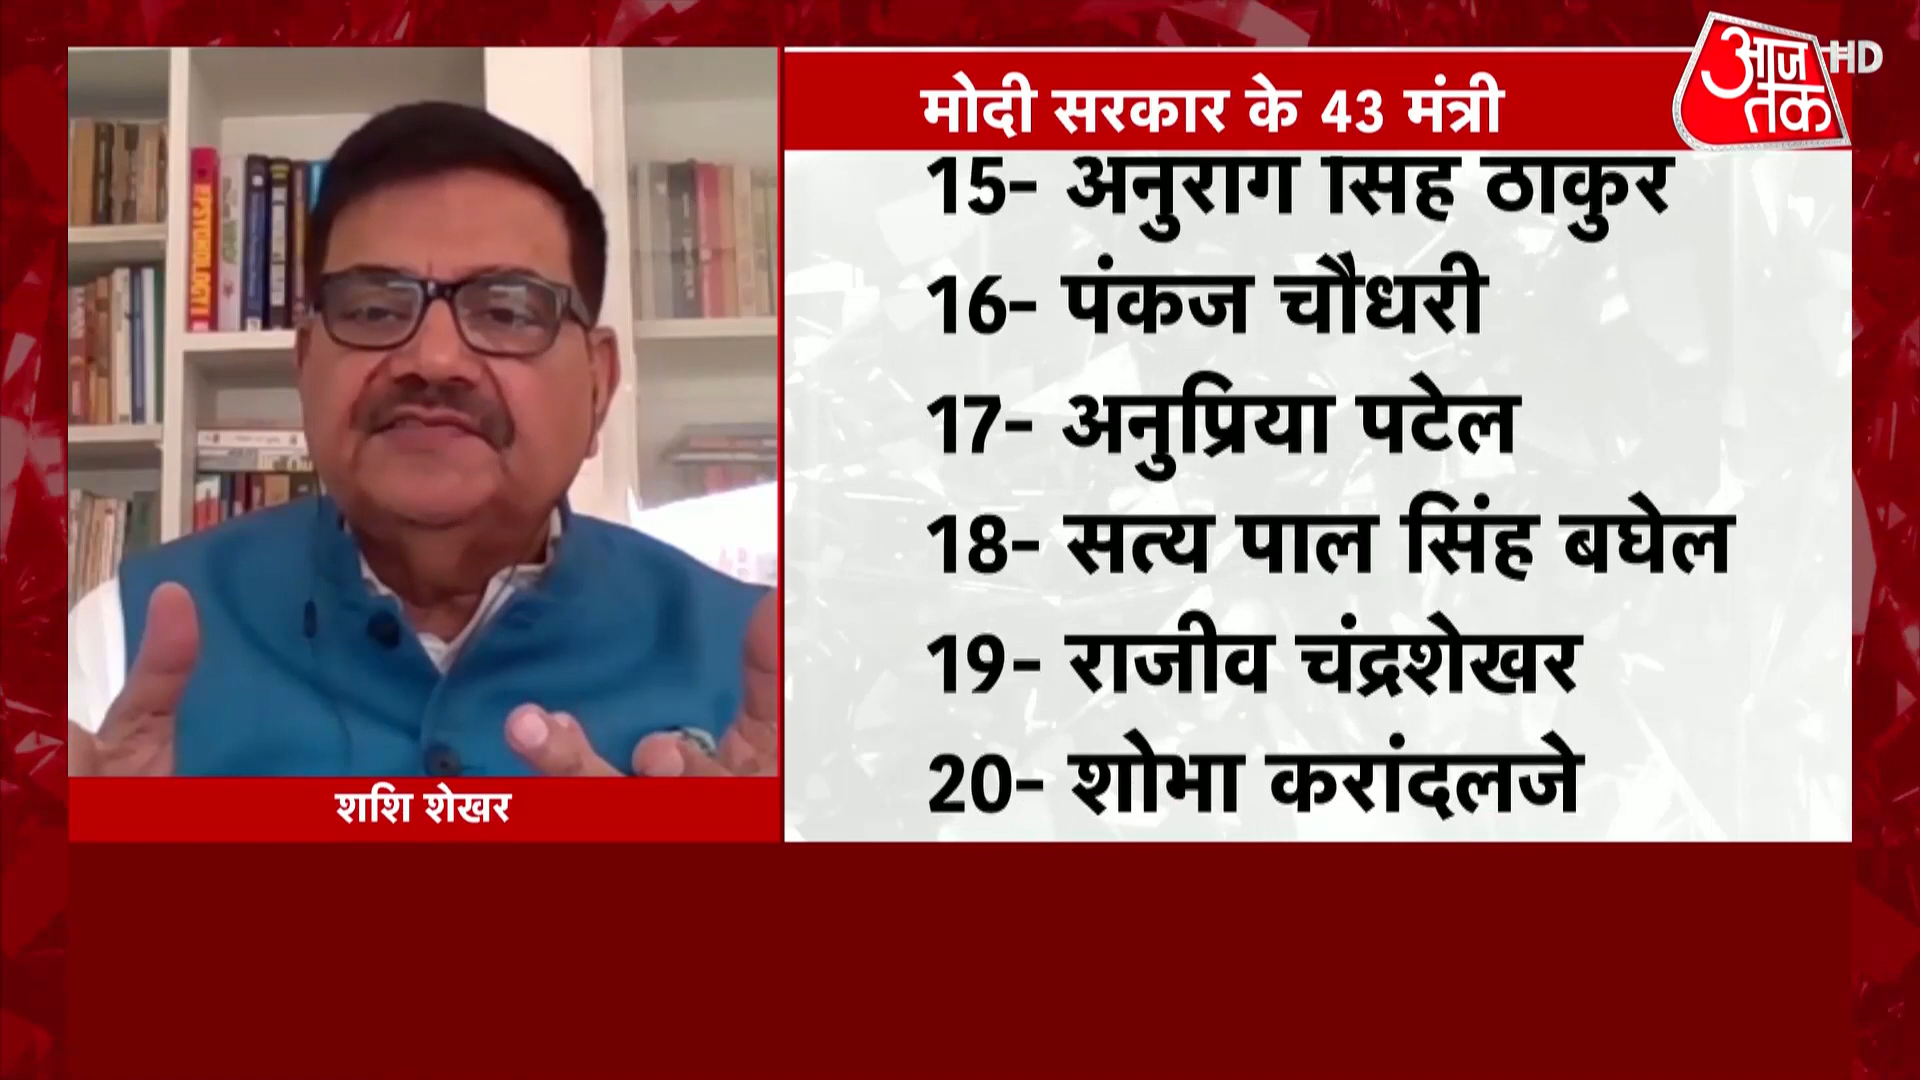 आज तक HD
मोदी सरकार के 43 मंत्री
15- अनुराग सिंह ठाकुर
16- पंकज चौधरी
17- अनुप्रिया पटेल
18- सत्य पाल सिंह बघेल
19- राजीव चंद्रशेखर
20- शोभा करांदलजे
शशि शेखर